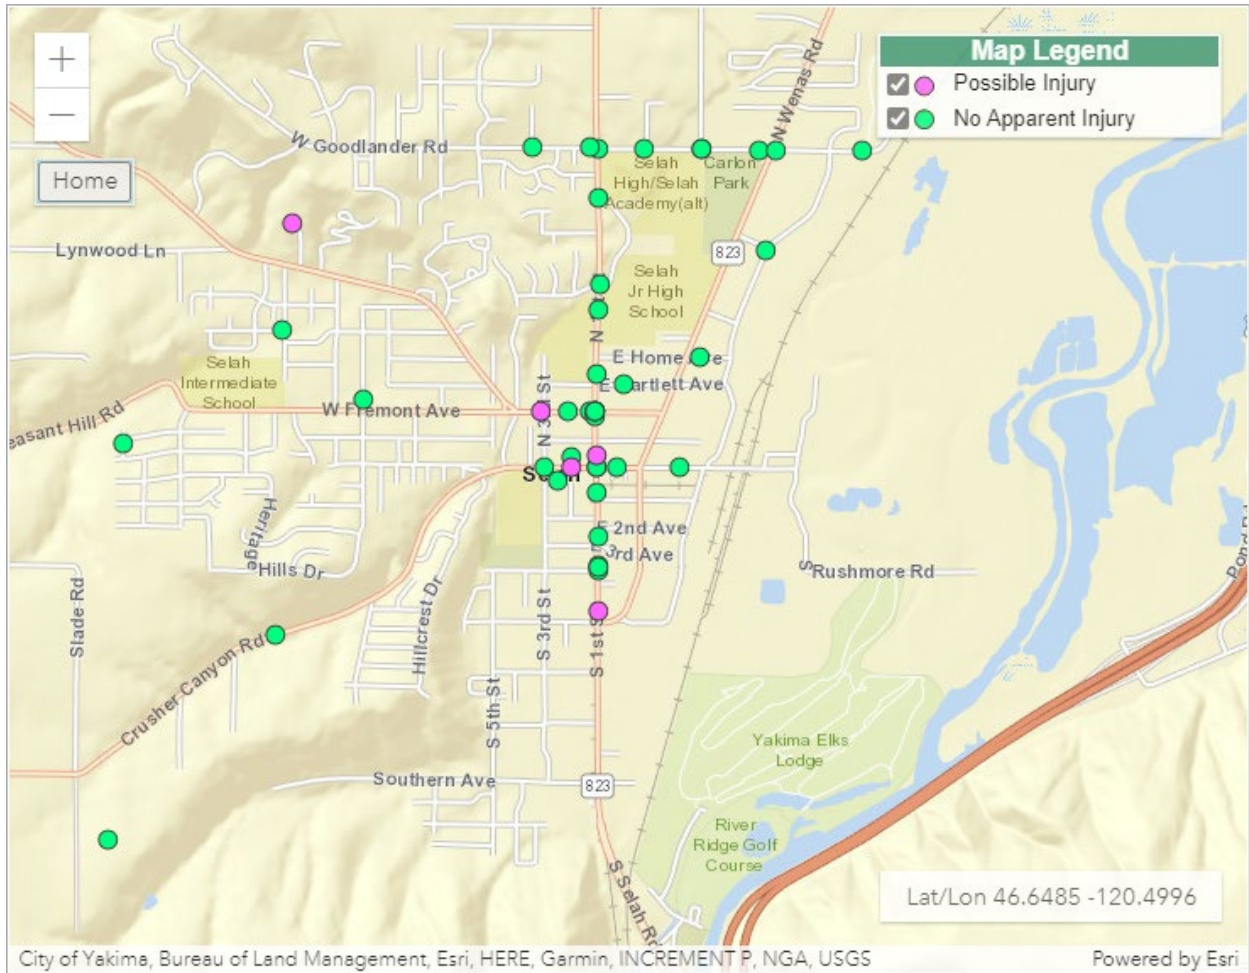 +
Map Legend
Possible Injury
No Apparent Injury
−
N Wenas Rd
W Goodlander Rd
Home
Selah
High/Selah
Academy(alt)
Carlon
Park
Lynwood Ln
823
Selah
Jr High
School
N
E Home
Selah
Intermediate
School
W Fremont Ave
N 3rd St
easant Hill Rd
Heritage
Hills Dr
2nd Ave
3rd Ave
S
Rushmore Rd
Pond Rd
Slade Rd
Hillcrest Dr
S 3rd St
S 1st S
Crusher Canyon Rd
S 5th St
Yakima Elks
Lodge
Southern Ave
823
River
Ridge Golf
Course
S Selah Rd
Lat/Lon 46.6485 -120.4996
City of Yakima, Bureau of Land Management, Esri, HERE, Garmin, INCREMENT P, NGA, USGS
Powered by Esri